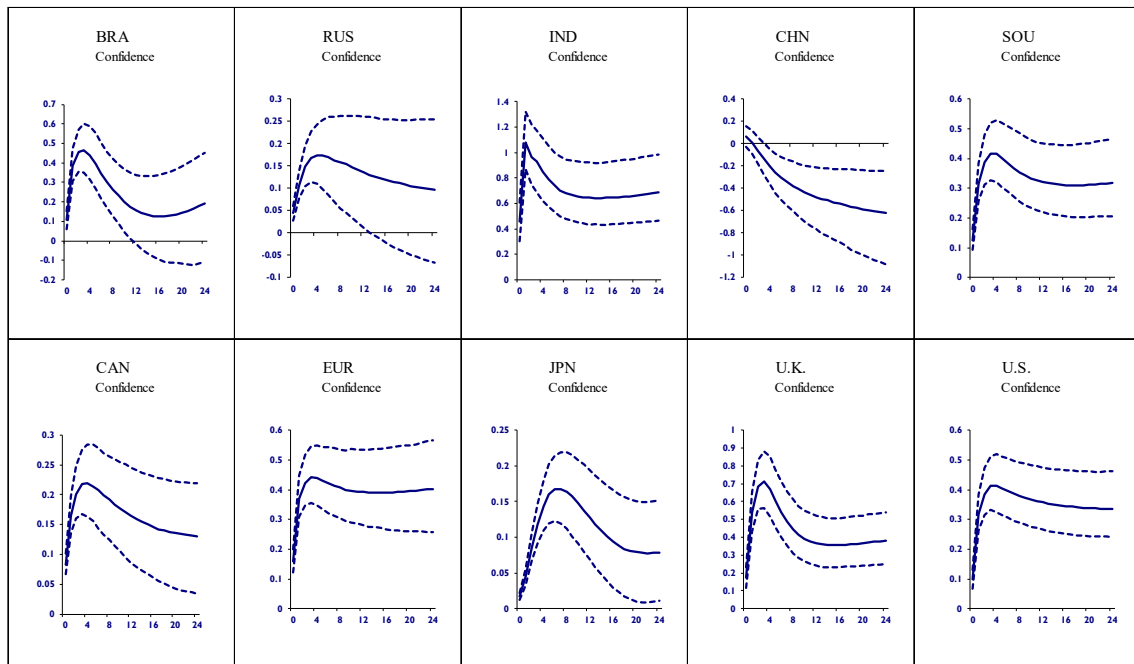 BRA
Confidence
0.7
0.6
0.5
0.4
0.3
0.2
0.1
0
-0.1
-0.2
0 4 8 12 16 20 24
RUS
Confidence
0.3
0.25
0.2
0.15
0.1
0.05
0
-0.05
-0.1
0 4 8 12 16 20 24
IND
Confidence
1.4
1.2
1
0.8
0.6
0.4
0.2
0
0 4 8 12 16 20 24
CHN
Confidence
0.4
0.2
0
-0.2
-0.4
-0.6
-0.8
-1
-1.2
0 4 8 12 16 20 24
SOU
Confidence
0.6
0.5
0.4
0.3
0.2
0.1
0
0 4 8 12 16 20 24
CAN
Confidence
0.3
0.25
0.2
0.15
0.1
0.05
0
0 4 8 12 16 20 24
EUR
Confidence
0.6
0.5
0.4
0.3
0.2
0.1
0
0 4 8 12 16 20 24
JPN
Confidence
0.25
0.2
0.15
0.1
0.05
0
0 4 8 12 16 20 24
U.K.
Confidence
1
0.9
0.8
0.7
0.6
0.5
0.4
0.3
0.2
0.1
0
0 4 8 12 16 20 24
U.S.
Confidence
0.6
0.5
0.4
0.3
0.2
0.1
0
0 4 8 12 16 20 24